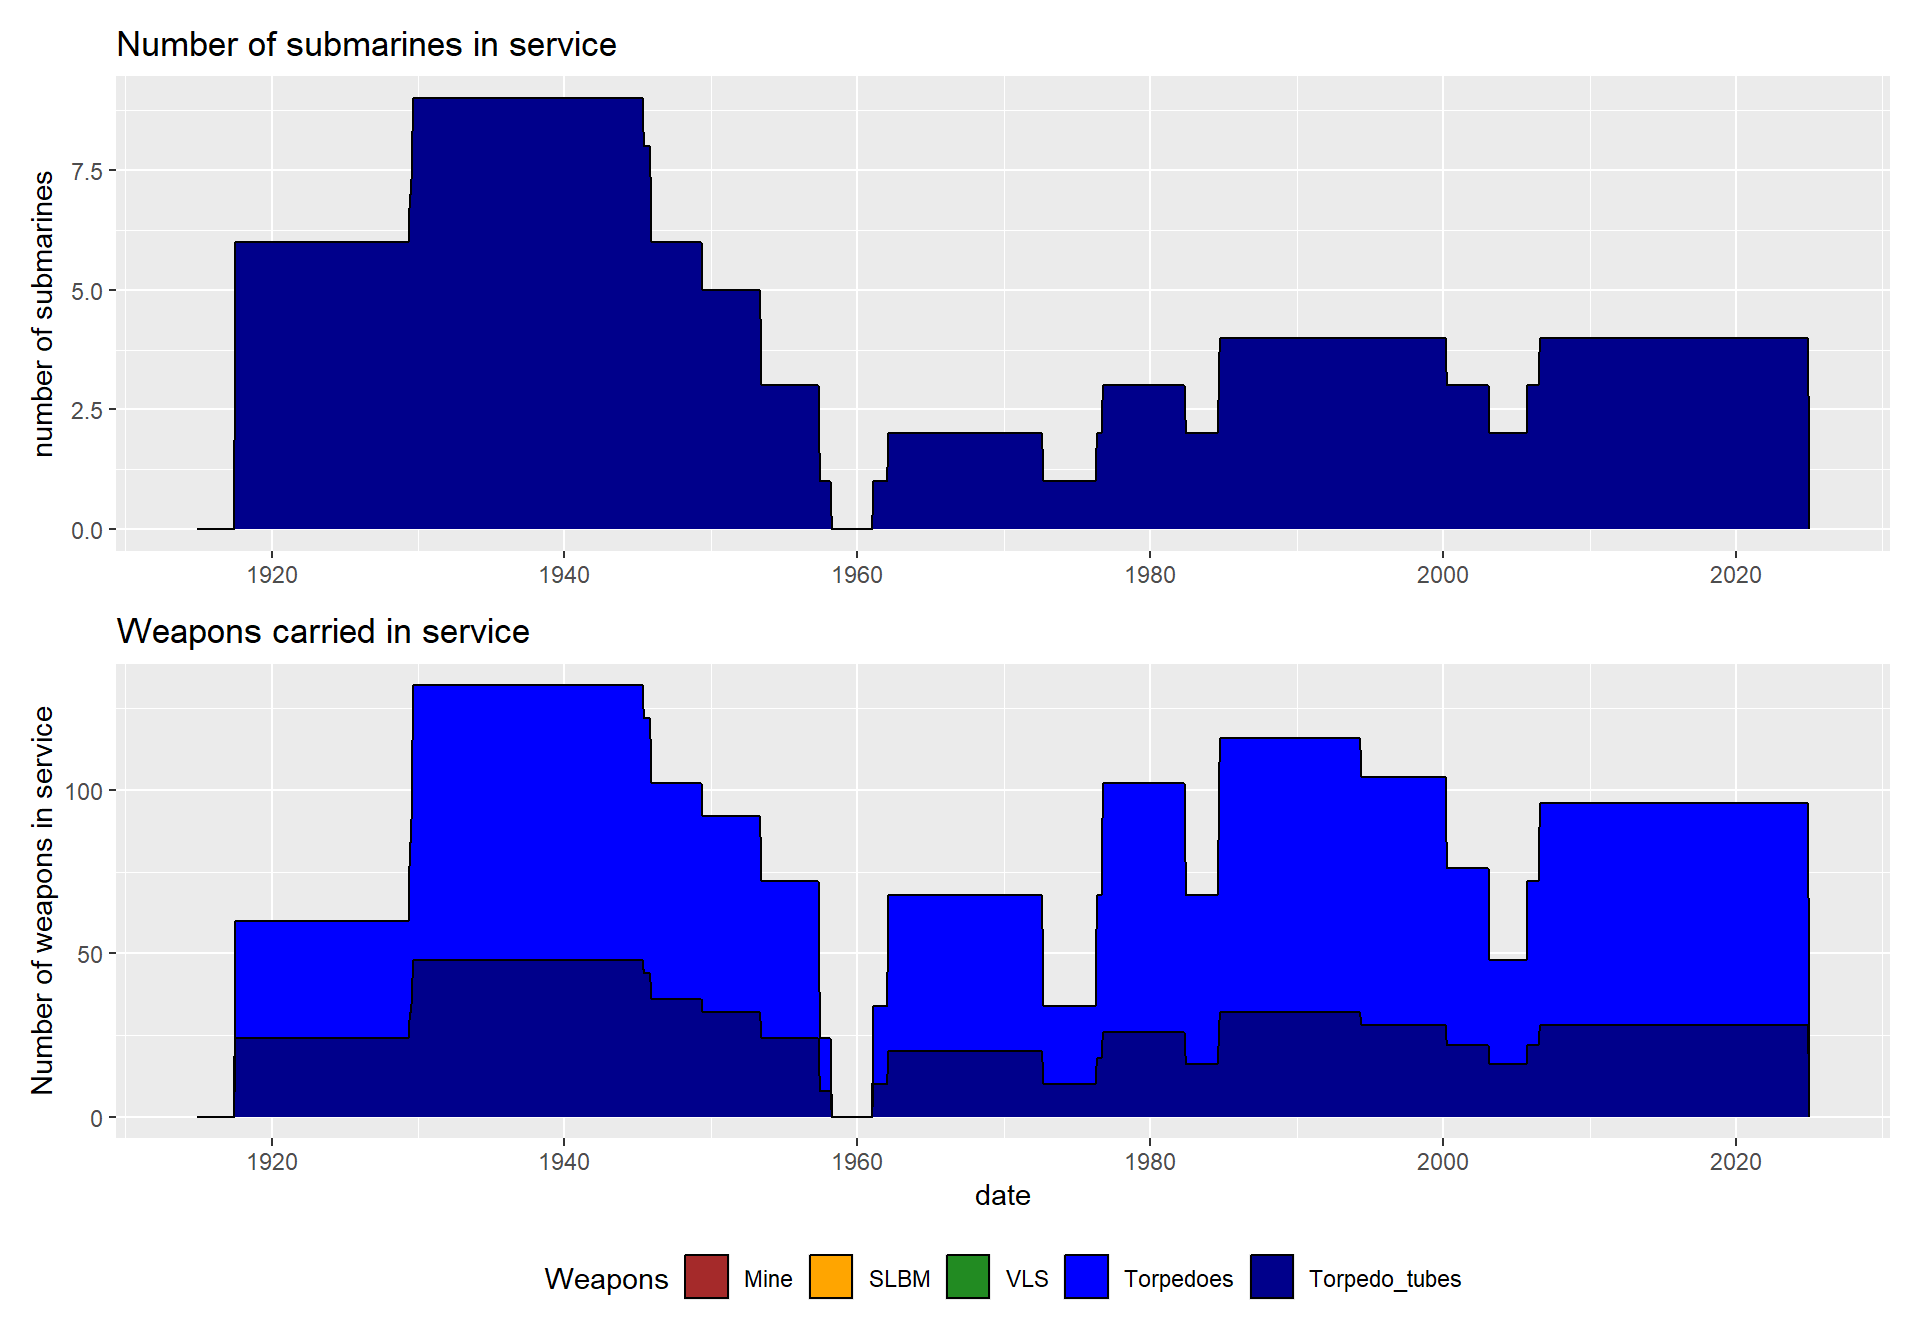 Number of submarines in service
number of submarines
7.5
5.0
2.5
0.0
1920 1940 1960 1980 2000 2020
Weapons carried in service
Number of weapons in service
100
50
0
1920 1940 1960 1980 2000 2020
date
Weapons Mine SLBM VLS Torpedoes Torpedo_tubes